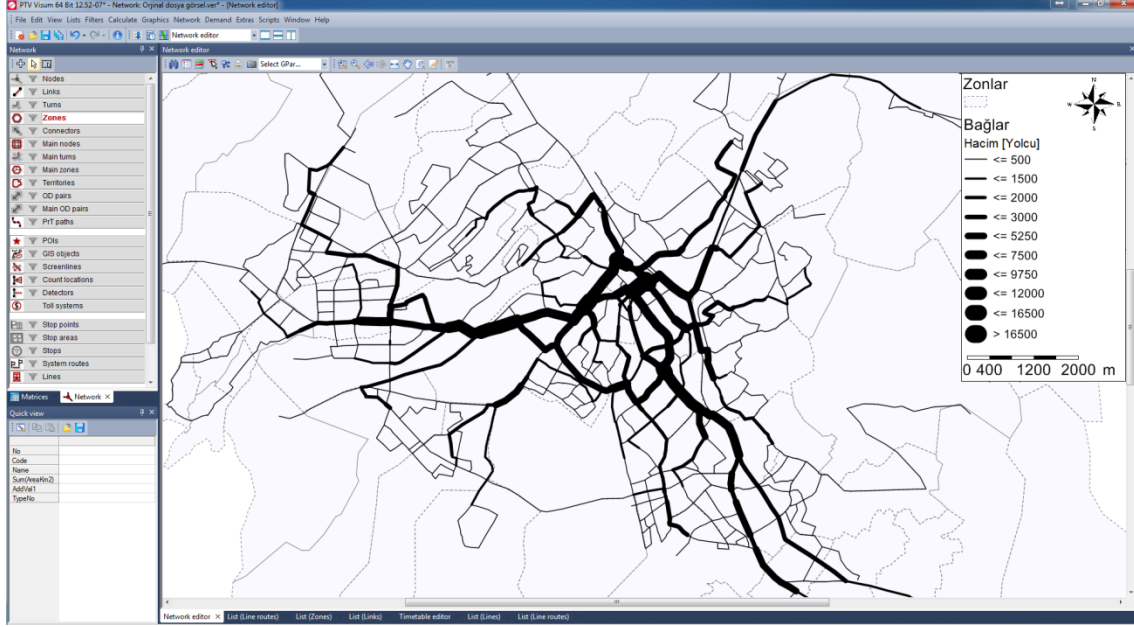 PTV Visum 64 Bit 12.52-07* - Network: Orjinal dosya görsel.ver* - [Network editor]
File Edit View Lists Filters Calculate Graphics Network Demand Extras Scripts Window Help
Network editor
Network
Nodes
Links
Turns
Zones
Connectors
Main nodes
Main turns
Main zones
Territories
OD pairs
Main OD pairs
PrT paths
POIs
GIS objects
Screenlines
Count locations
Detectors
Toll systems
Stop points
Stop areas
Stops
System routes
Lines
Matrices
Network
Quick view
No
Code
Name
Sum(AreaKm2)
AddVal1
TypeNo
Network editor
Select GPar...
Zonlar
N
W
S
Bağlar
Hacim [Yolcu]
<= 500
<= 1500
<= 2000
<= 3000
<= 5250
<= 7500
<= 9750
<= 12000
<= 16500
> 16500
0 400 1200 2000 m
Network editor
List (Line routes)
List (Zones)
List (Links)
Timetable editor
List (Lines)
List (Line routes)